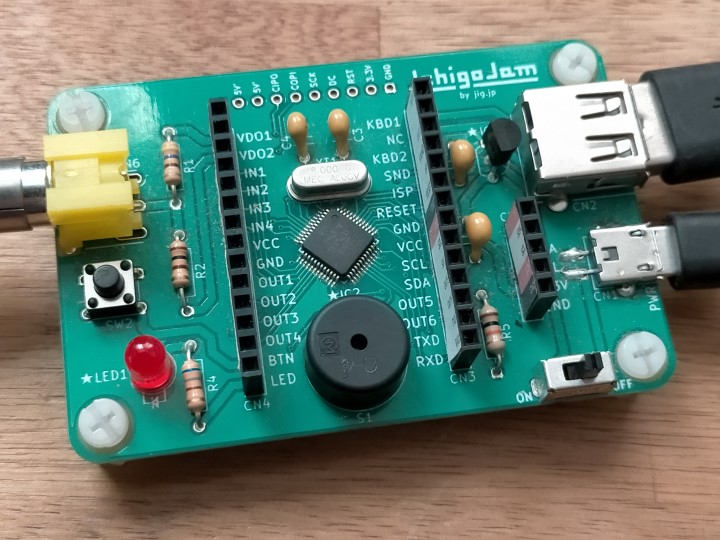 5V
5V
CIPO
COPI
SCK
DC
RST
3.3V
GND
IchigoJam
by jig.jp
C4
C3
R1
VDO1
VDO2
IN1
IN2
IN3
IN4
VCC
GND
OUT1
OUT2
OUT3
OUT4
BTN
LED
CN4
KBD1
NC
KBD2
SND
ISP
RESET
GND
VCC
SCL
SDA
OUT5
OUT6
TXD
RXD
CN3
R2
SW2
★LED1
R4
★IC2
S1
R5
CN2
CN1
ON
OFF